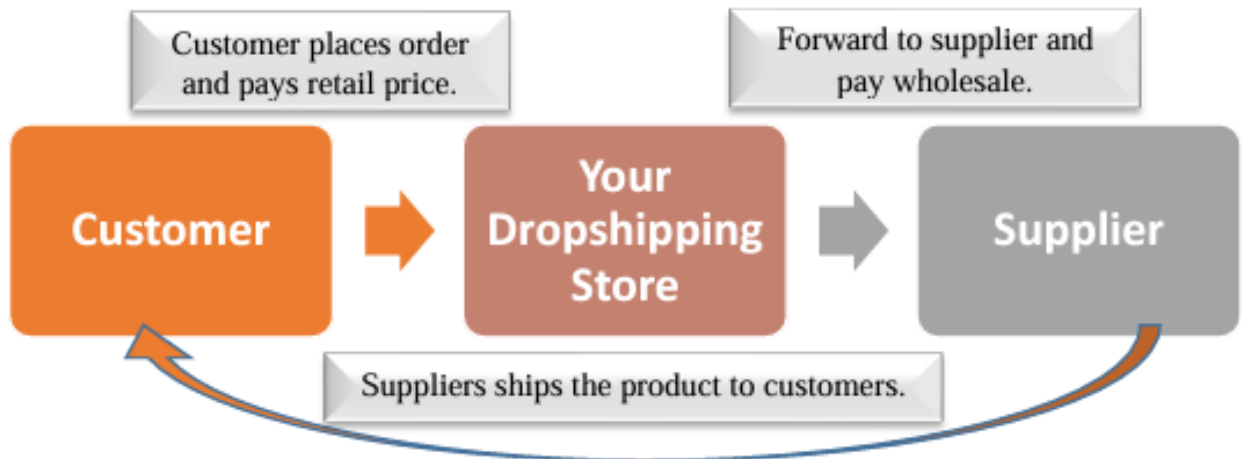 Customer places order
and pays retail price.
Forward to supplier and
pay wholesale.
Customer
Your
Dropshipping
Store
Supplier
Suppliers ships the product to customers.